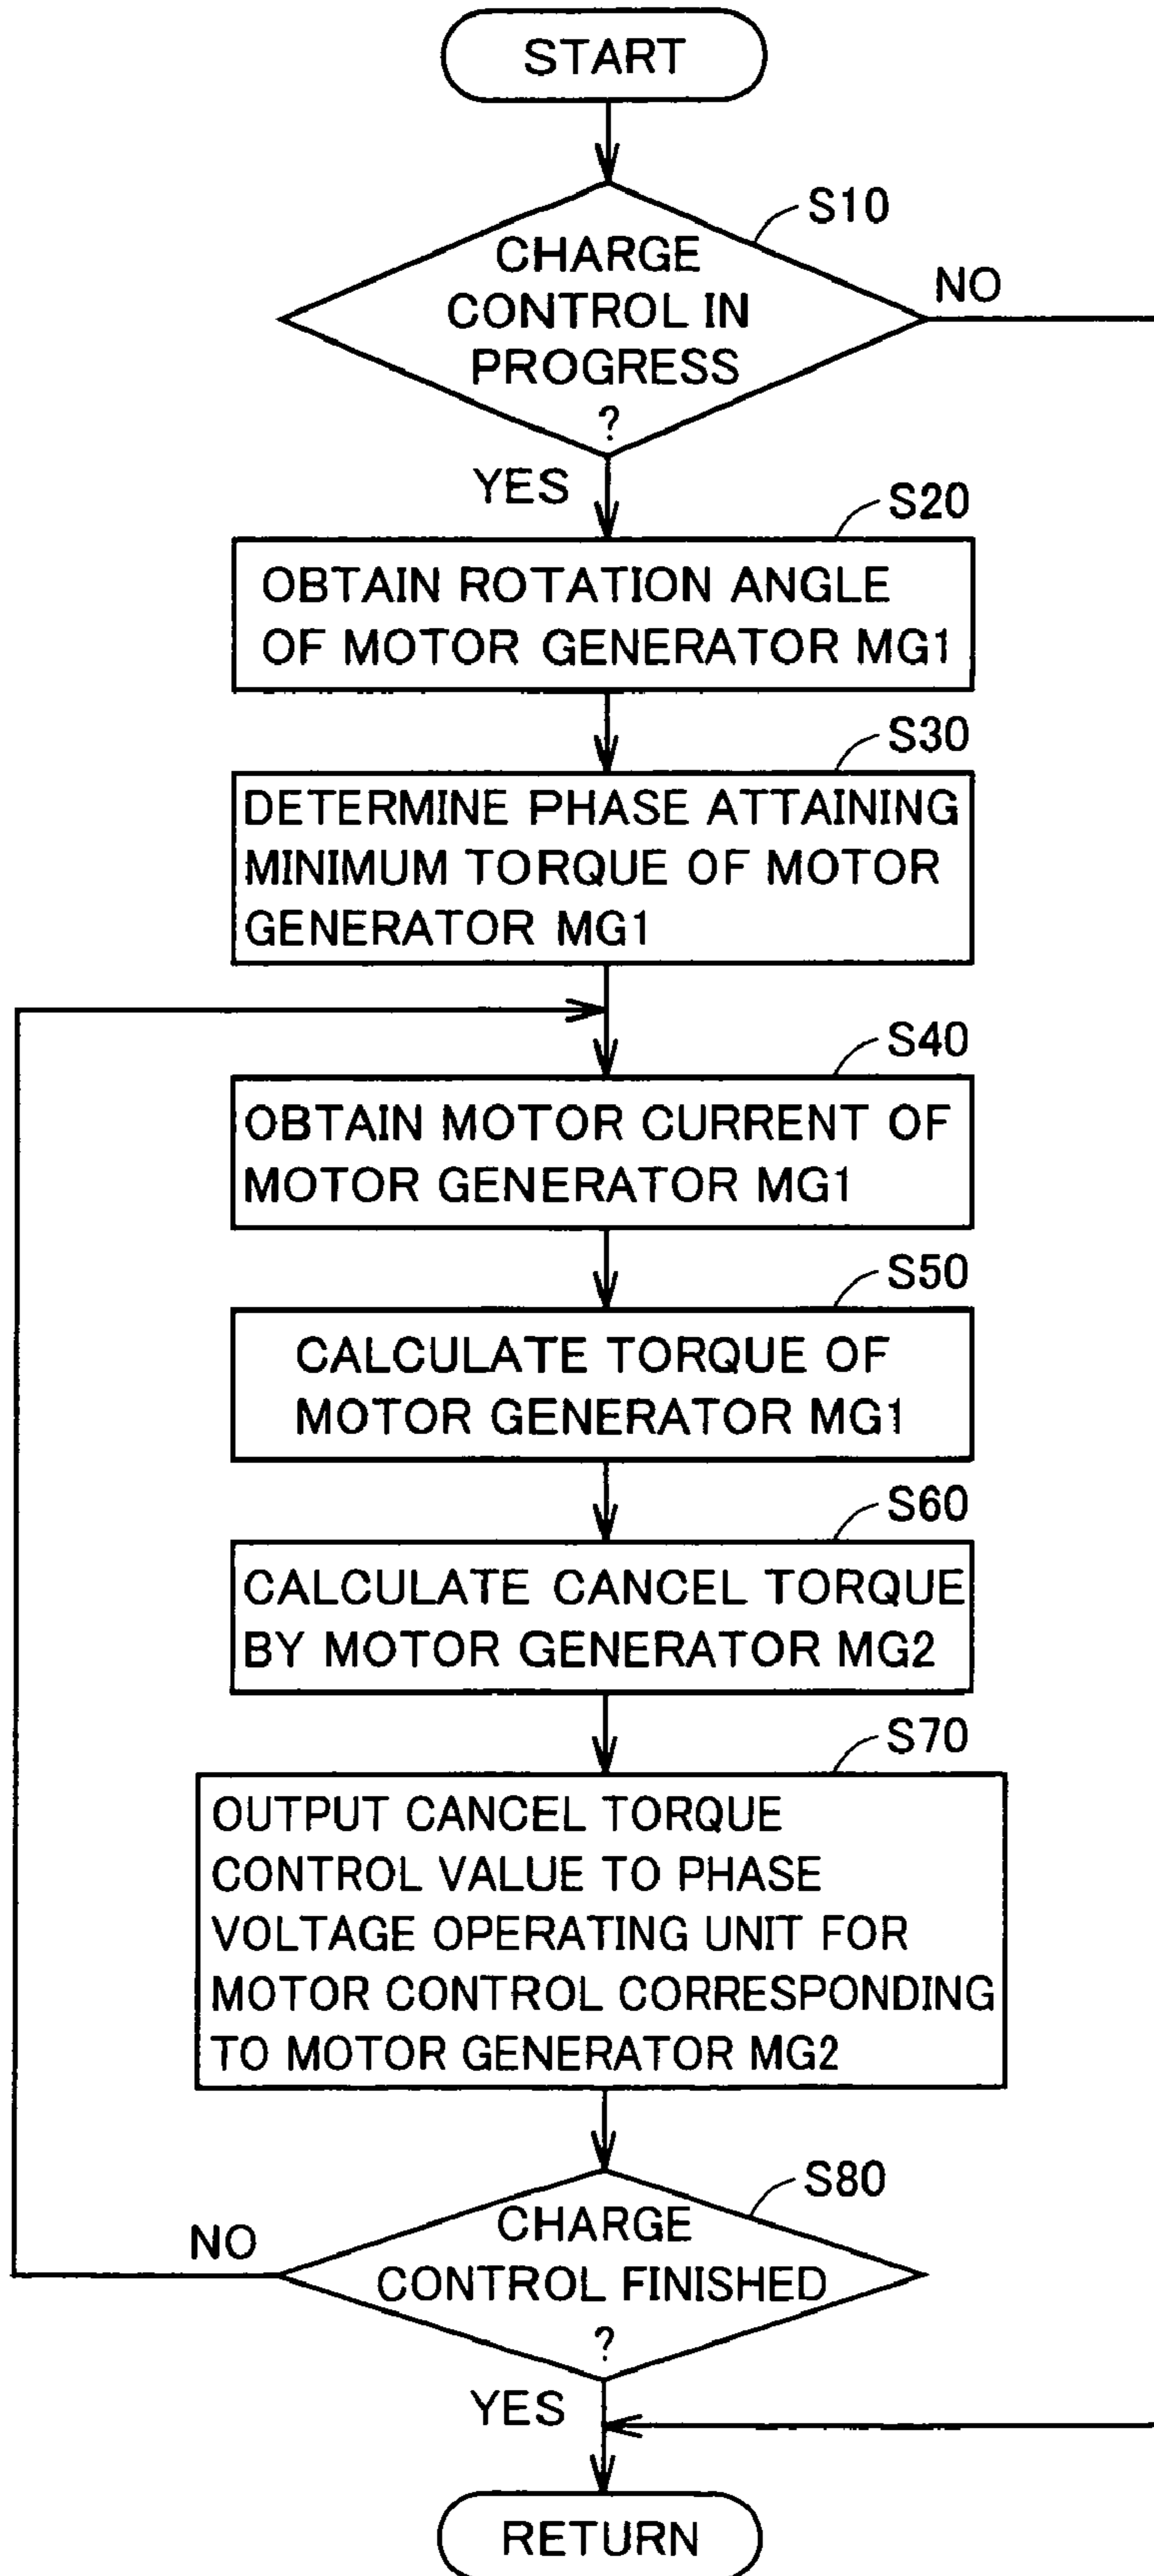 START
S10
CHARGE
CONTROL IN
PROGRESS
?
NO
YES
S20
OBTAIN ROTATION ANGLE
OF MOTOR GENERATOR MG1
S30
DETERMINE PHASE ATTAINING
MINIMUM TORQUE OF MOTOR
GENERATOR MG1
S40
OBTAIN MOTOR CURRENT OF
MOTOR GENERATOR MG1
S50
CALCULATE TORQUE OF
MOTOR GENERATOR MG1
S60
CALCULATE CANCEL TORQUE
BY MOTOR GENERATOR MG2
S70
OUTPUT CANCEL TORQUE
CONTROL VALUE TO PHASE
VOLTAGE OPERATING UNIT FOR
MOTOR CONTROL CORRESPONDING
TO MOTOR GENERATOR MG2
S80
CHARGE
CONTROL FINISHED
?
NO
YES
RETURN